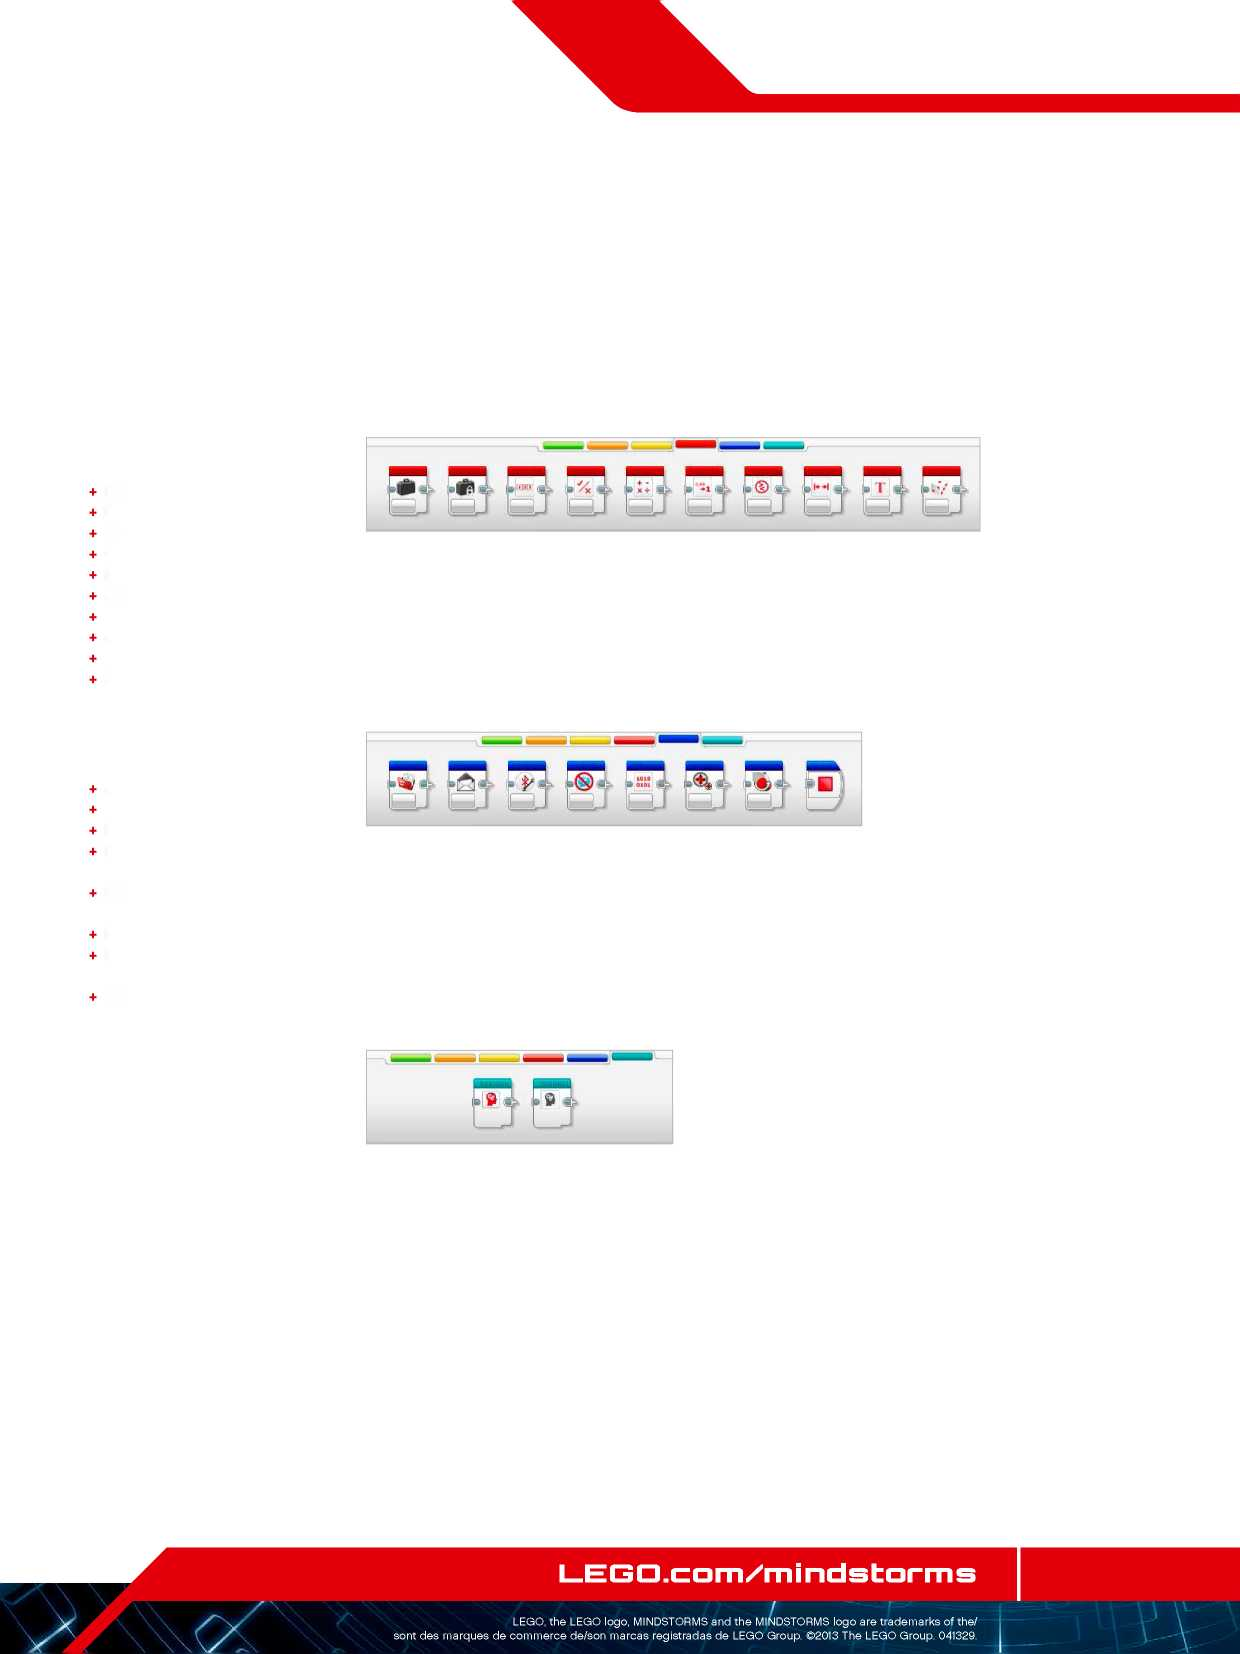 LEGO.com/mindstorms
LEGO, the LEGO logo, MINDSTORMS and the MINDSTORMS logo are trademarks of the/
sont des marques de commerce de/son marcas registradas de LEGO Group. ©2013 The LEGO Group. 041329.